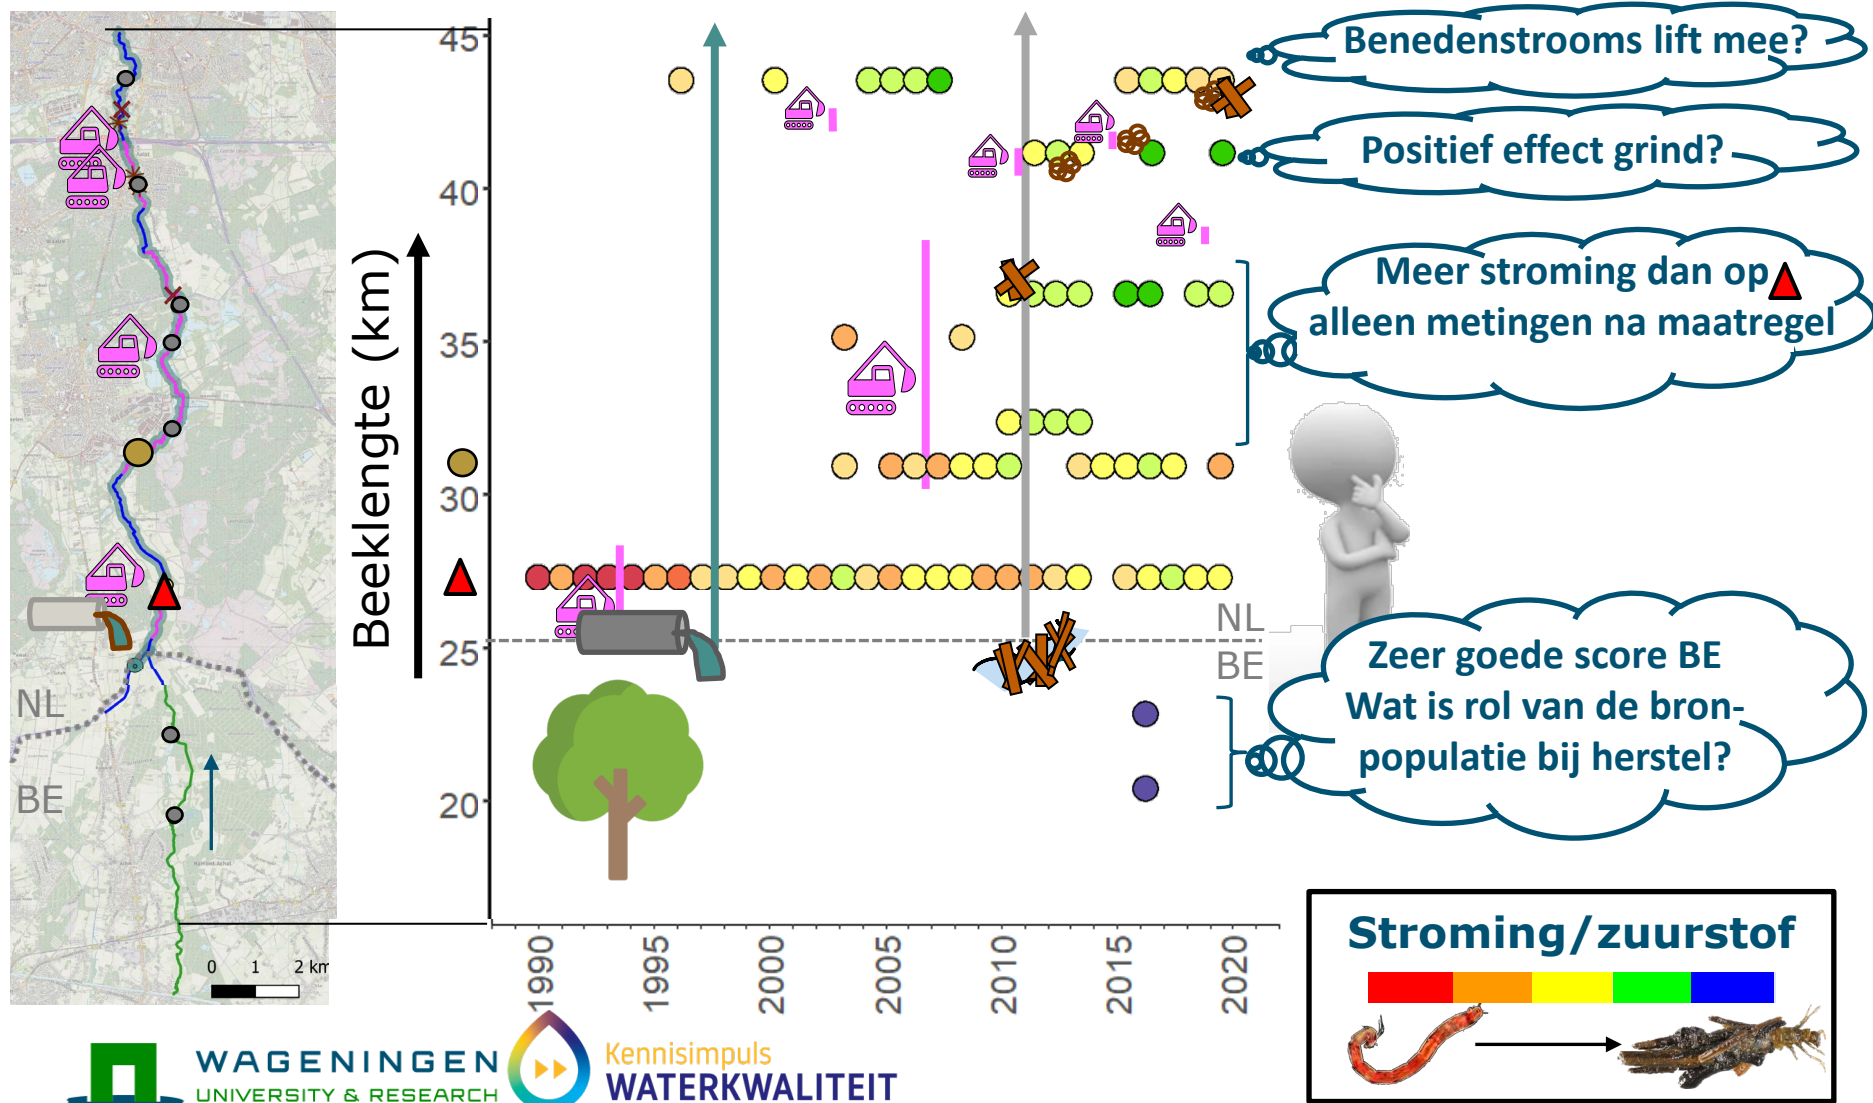 Benedenstrooms lift mee?
Positief effect grind?
Meer stroming dan op
alleen metingen na maatregel
Zeer goede score BE
Wat is rol van de bron-
populatie bij herstel?
Beeklengte (km)
45
40
35
30
25
20
NL
BE
NL
BE
0 1 2 km
1990 1995 2000 2005 2010 2015 2020
Stroming/zuurstof
WAGENINGEN
UNIVERSITY & RESEARCH
Kennisimpuls
WATERKWALITEIT